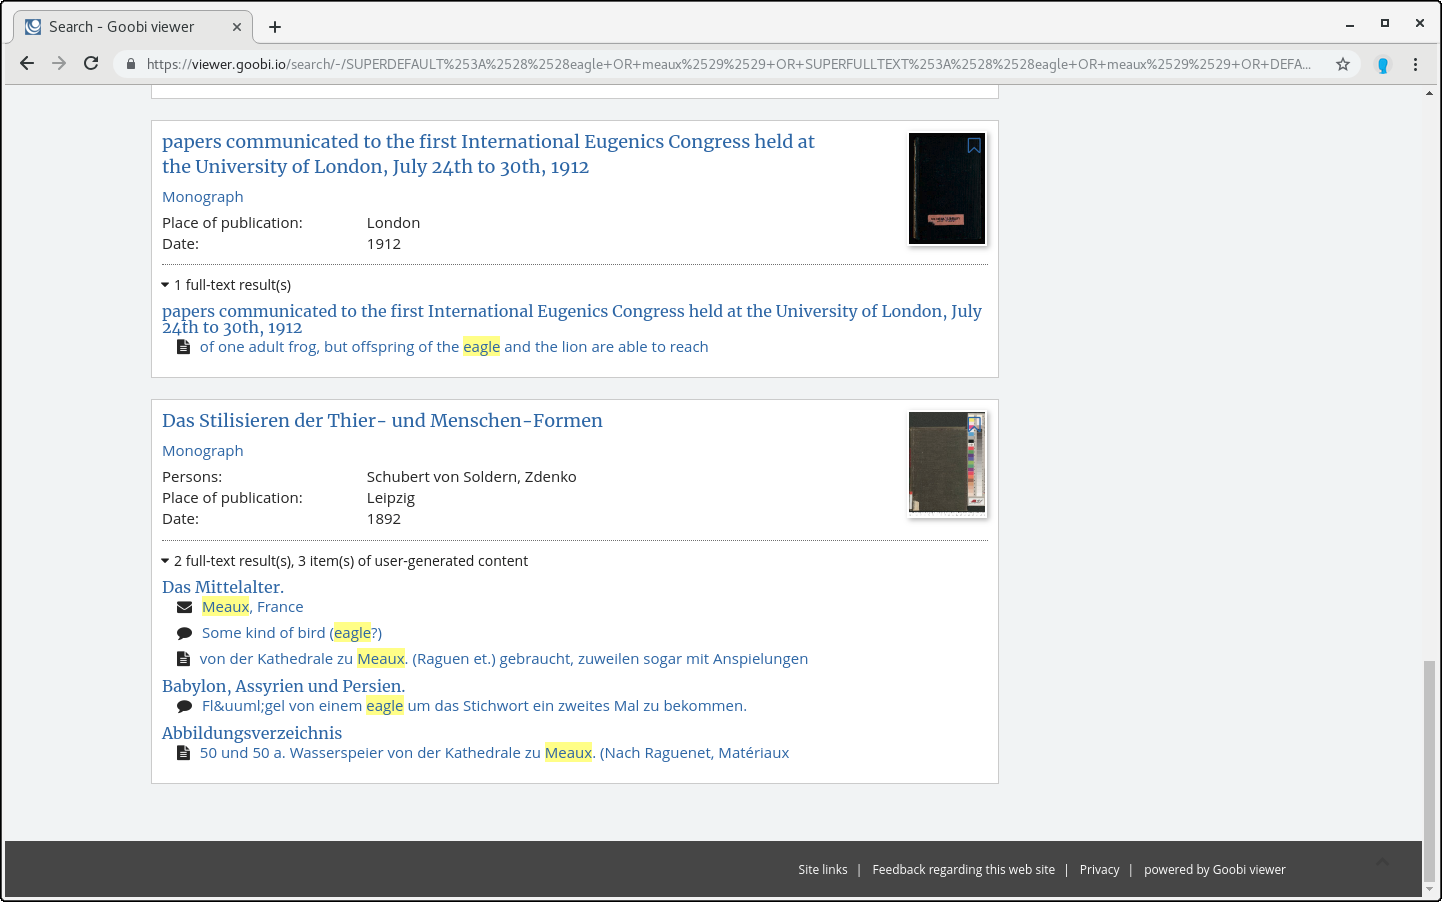 Search - Goobi viewer
https://viewer.goobi.io/search/-/SUPERDEFAULT%253A%2528%2528eagle+OR+meaux%2529%2529+OR+SUPERFULLTEXT%253A%2528%2528eagle+OR+meaux%2529%2529+OR+DEFA...
papers communicated to the first International Eugenics Congress held at
the University of London, July 24th to 30th, 1912
Monograph
Place of publication: London
Date: 1912
1 full-text result(s)
papers communicated to the first International Eugenics Congress held at the University of London, July
24th to 30th, 1912
of one adult frog, but offspring of the eagle and the lion are able to reach
Das Stilisieren der Thier- und Menschen-Formen
Monograph
Persons: Schubert von Soldern, Zdenko
Place of publication: Leipzig
Date: 1892
2 full-text result(s), 3 item(s) of user-generated content
Das Mittelalter.
Meaux, France
Some kind of bird (eagle?)
von der Kathedrale zu Meaux. (Raguen et.) gebraucht, zuweilen sogar mit Anspielungen
Babylon, Assyrien und Persien.
Fl&uuml;gel von einem eagle um das Stichwort ein zweites Mal zu bekommen.
Abbildungsverzeichnis
50 und 50 a. Wasserspeier von der Kathedrale zu Meaux. (Nach Raguenet, Matériaux
Site links | Feedback regarding this web site | Privacy | powered by Goobi viewer